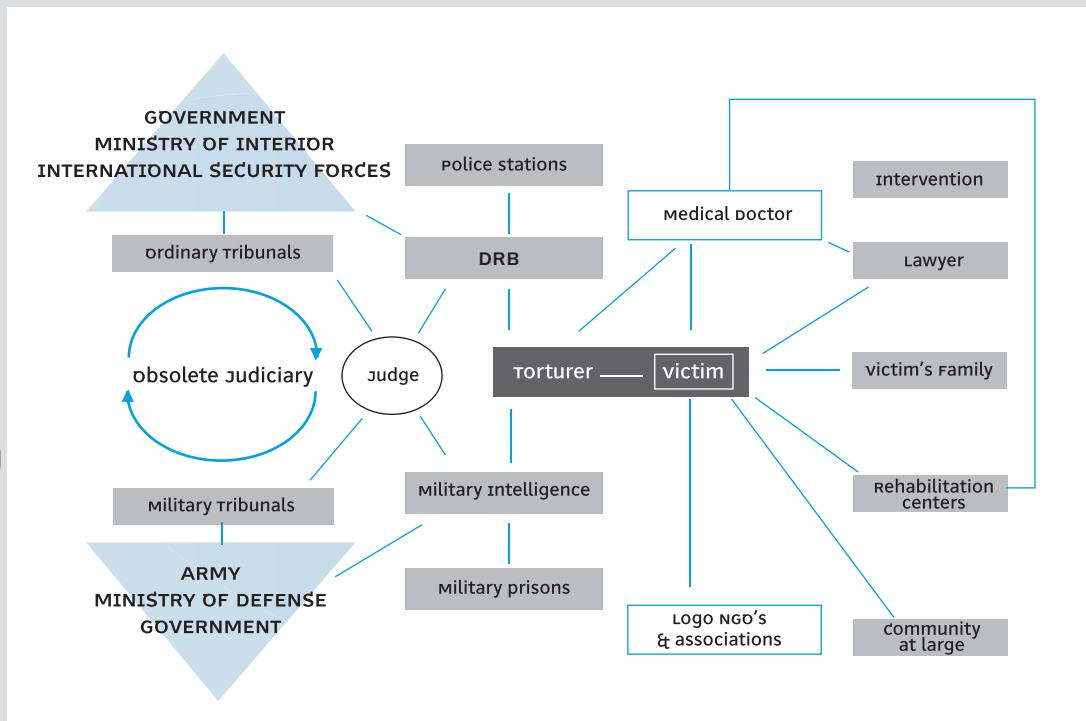 GOVERNMENT
MINISTRY OF INTERIOR
INTERNATIONAL SECURITY FORCES
Ordinary Tribunals
Obsolete Judiciary
Military Tribunals
ARMY
MINISTRY OF DEFENSE
GOVERNMENT
Judge
Police stations
DRB
Torturer
victim
Military Intelligence
Military prisons
Medical Doctor
Logo NGO's
& associations
Intervention
Lawyer
victim's Family
Rehabilitation
centers
Community
at large